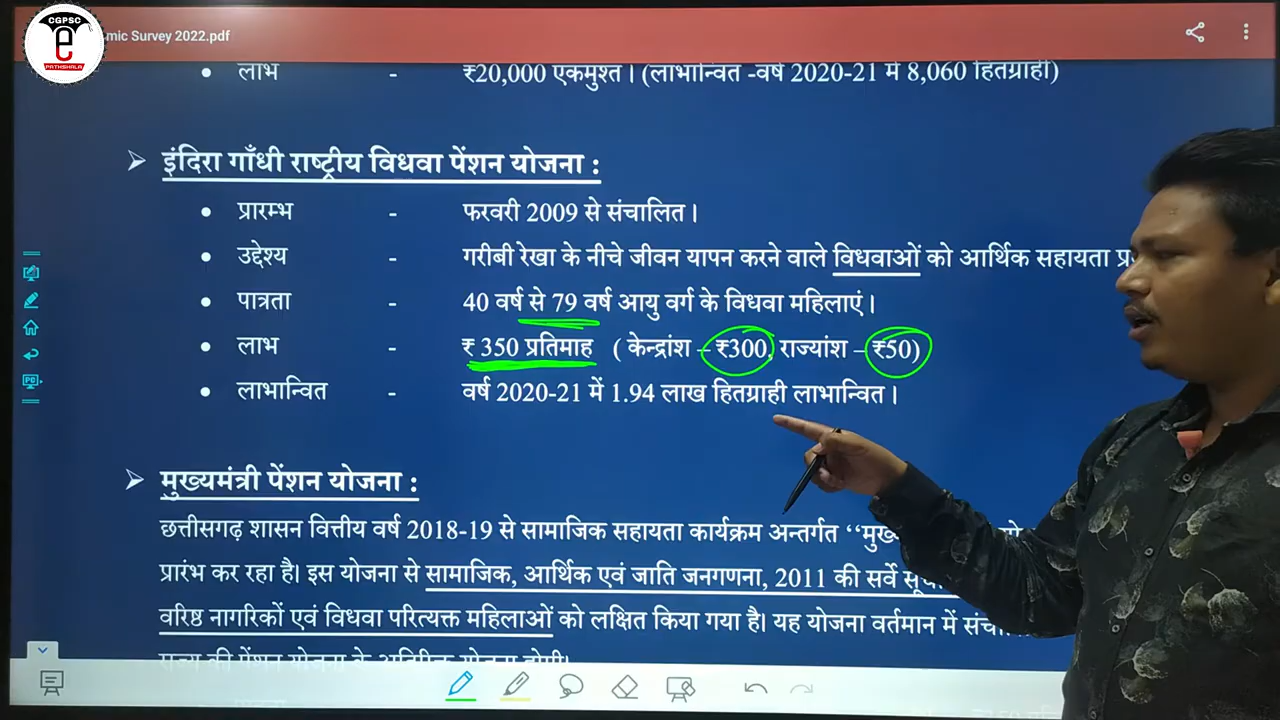 CGPSC
e
PATHSHALA
mic Survey 2022.pdf
• लाभ - ₹20,000 एकमुश्त। (लाभान्वित -वर्ष 2020-21 में 8,060 हितग्राही)
➢ इंदिरा गाँधी राष्ट्रीय विधवा पेंशन योजना :
• प्रारम्भ - फरवरी 2009 से संचालित।
• उद्देश्य - गरीबी रेखा के नीचे जीवन यापन करने वाले विधवाओं को आर्थिक सहायता
• पात्रता - 40 वर्ष से 79 वर्ष आयु वर्ग के विधवा महिलाएं।
• लाभ - ₹ 350 प्रतिमाह ( केन्द्रांश – ₹300, राज्यांश – ₹50)
• लाभान्वित - वर्ष 2020-21 में 1.94 लाख हितग्राही लाभान्वित।
➢ मुख्यमंत्री पेंशन योजना :
छत्तीसगढ़ शासन वित्तीय वर्ष 2018-19 से सामाजिक सहायता कार्यक्रम अन्तर्गत
प्रारंभ कर रहा है। इस योजना से सामाजिक, आर्थिक एवं जाति जनगणना, 2011 की सर्वे
वरिष्ठ नागरिकों एवं विधवा परित्यक्त महिलाओं को लक्षित किया गया है। यह योजना वर्तमान में